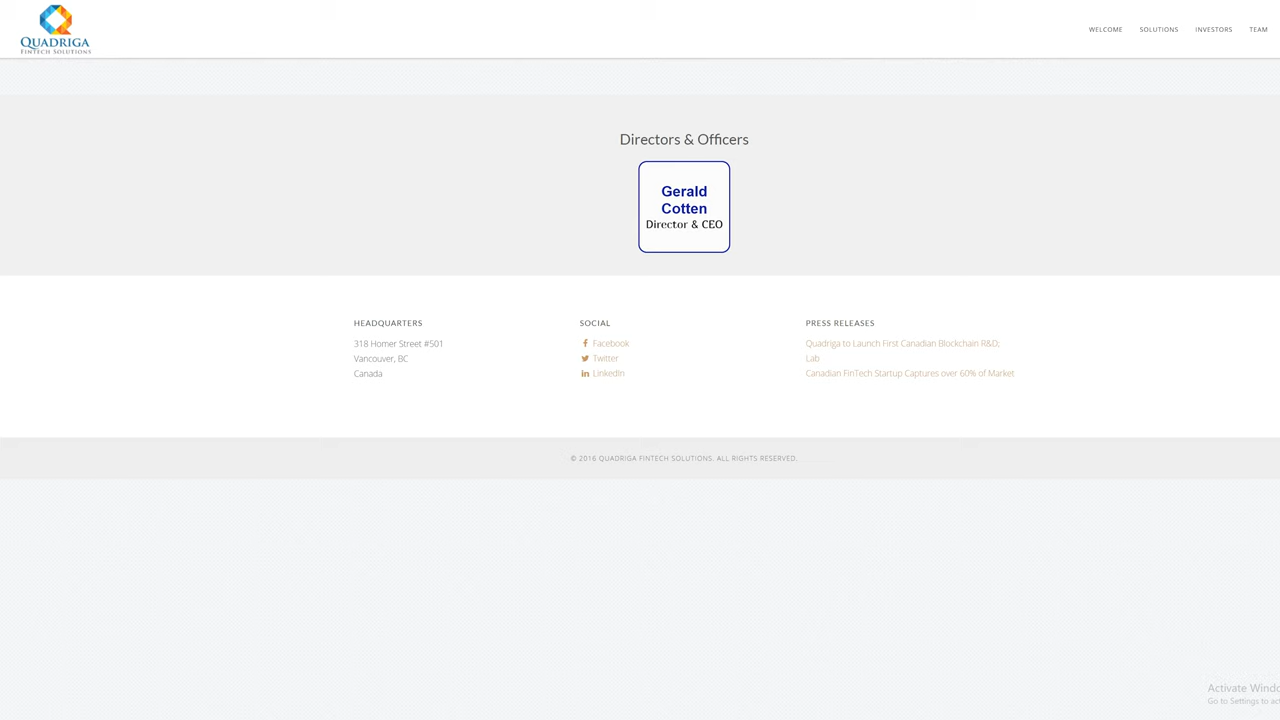 QUADRIGA
FINTECH SOLUTIONS
WELCOME
SOLUTIONS
INVESTORS
TEAM
Directors & Officers
Gerald
Cotten
Director & CEO
HEADQUARTERS
318 Homer Street #501
Vancouver, BC
Canada
SOCIAL
Facebook
Twitter
LinkedIn
PRESS RELEASES
Quadriga to Launch First Canadian Blockchain R&D;
Lab
Canadian FinTech Startup Captures over 60% of Market
© 2016 QUADRIGA FINTECH SOLUTIONS. ALL RIGHTS RESERVED.
Activate Windo
Go to Settings to act